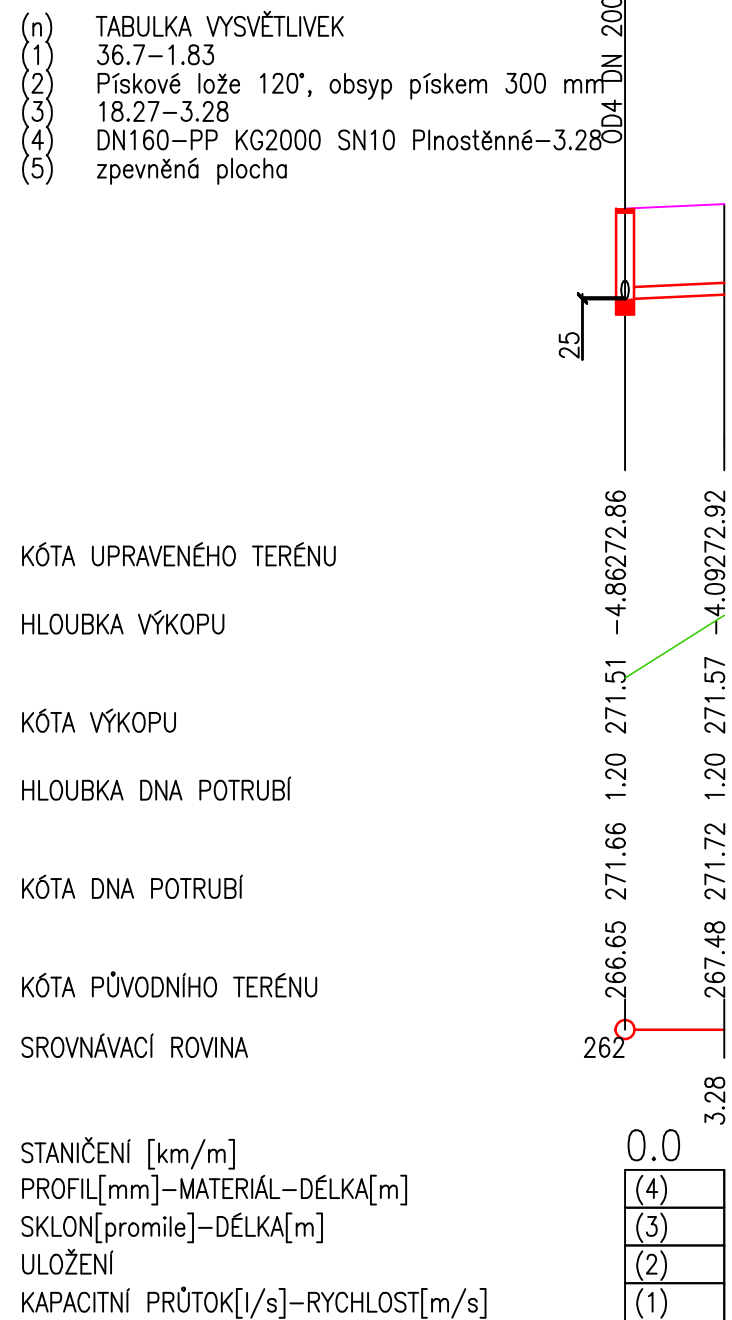 (n) TABULKA VYSVĚTLIVEK
(1) 36.7-1.83
(2) Pískové lože 120°, obsyp pískem 300 mm
(3) 18.27-3.28
(4) DN160-PP KG2000 SN10 Plnostěnné-3.28
(5) zpevněná plocha
OD4 DN 200
25
KÓTA UPRAVENÉHO TERÉNU 272.86 272.92
HLOUBKA VÝKOPU -4.86 -4.09
KÓTA VÝKOPU 271.51 271.57
HLOUBKA DNA POTRUBÍ 1.20 1.20
KÓTA DNA POTRUBÍ 271.66 271.72
KÓTA PŮVODNÍHO TERÉNU 266.65 267.48
SROVNÁVACÍ ROVINA 262
3.28
STANIČENÍ [km/m] 0.0
PROFIL[mm]-MATERIÁL-DÉLKA[m] (4)
SKLON[promile]-DÉLKA[m] (3)
ULOŽENÍ (2)
KAPACITNÍ PRŮTOK[l/s]-RYCHLOST[m/s] (1)